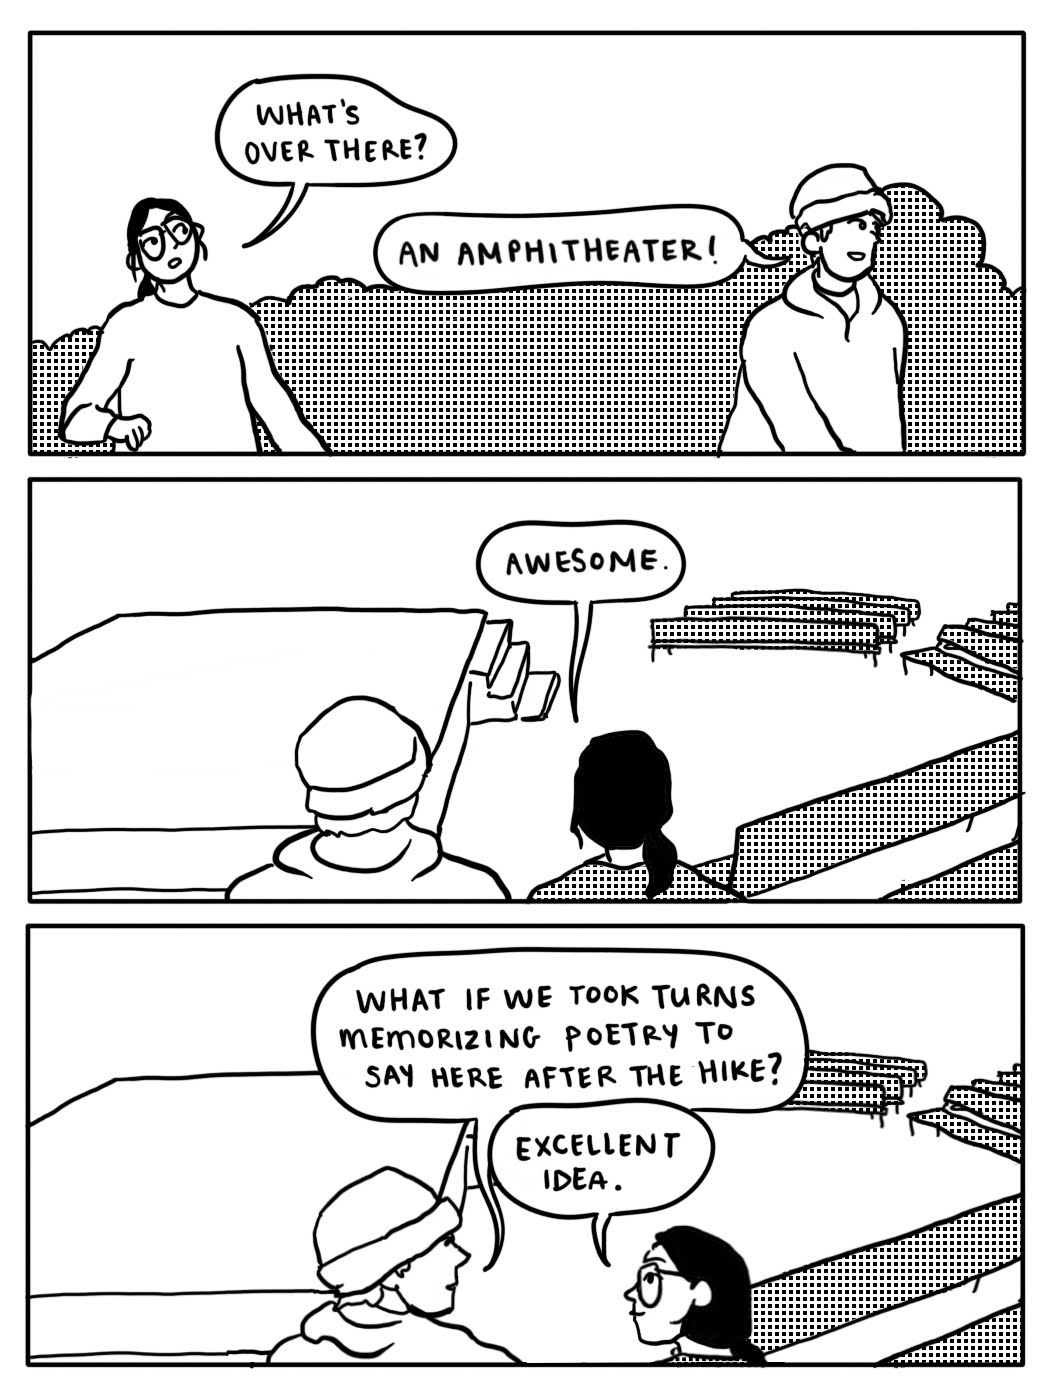 WHAT'S
OVER THERE?
AN AMPHITHEATER!
AWESOME.
WHAT IF WE TOOK TURNS
MEMORIZING POETRY TO
SAY HERE AFTER THE HIKE?
EXCELLENT
IDEA.